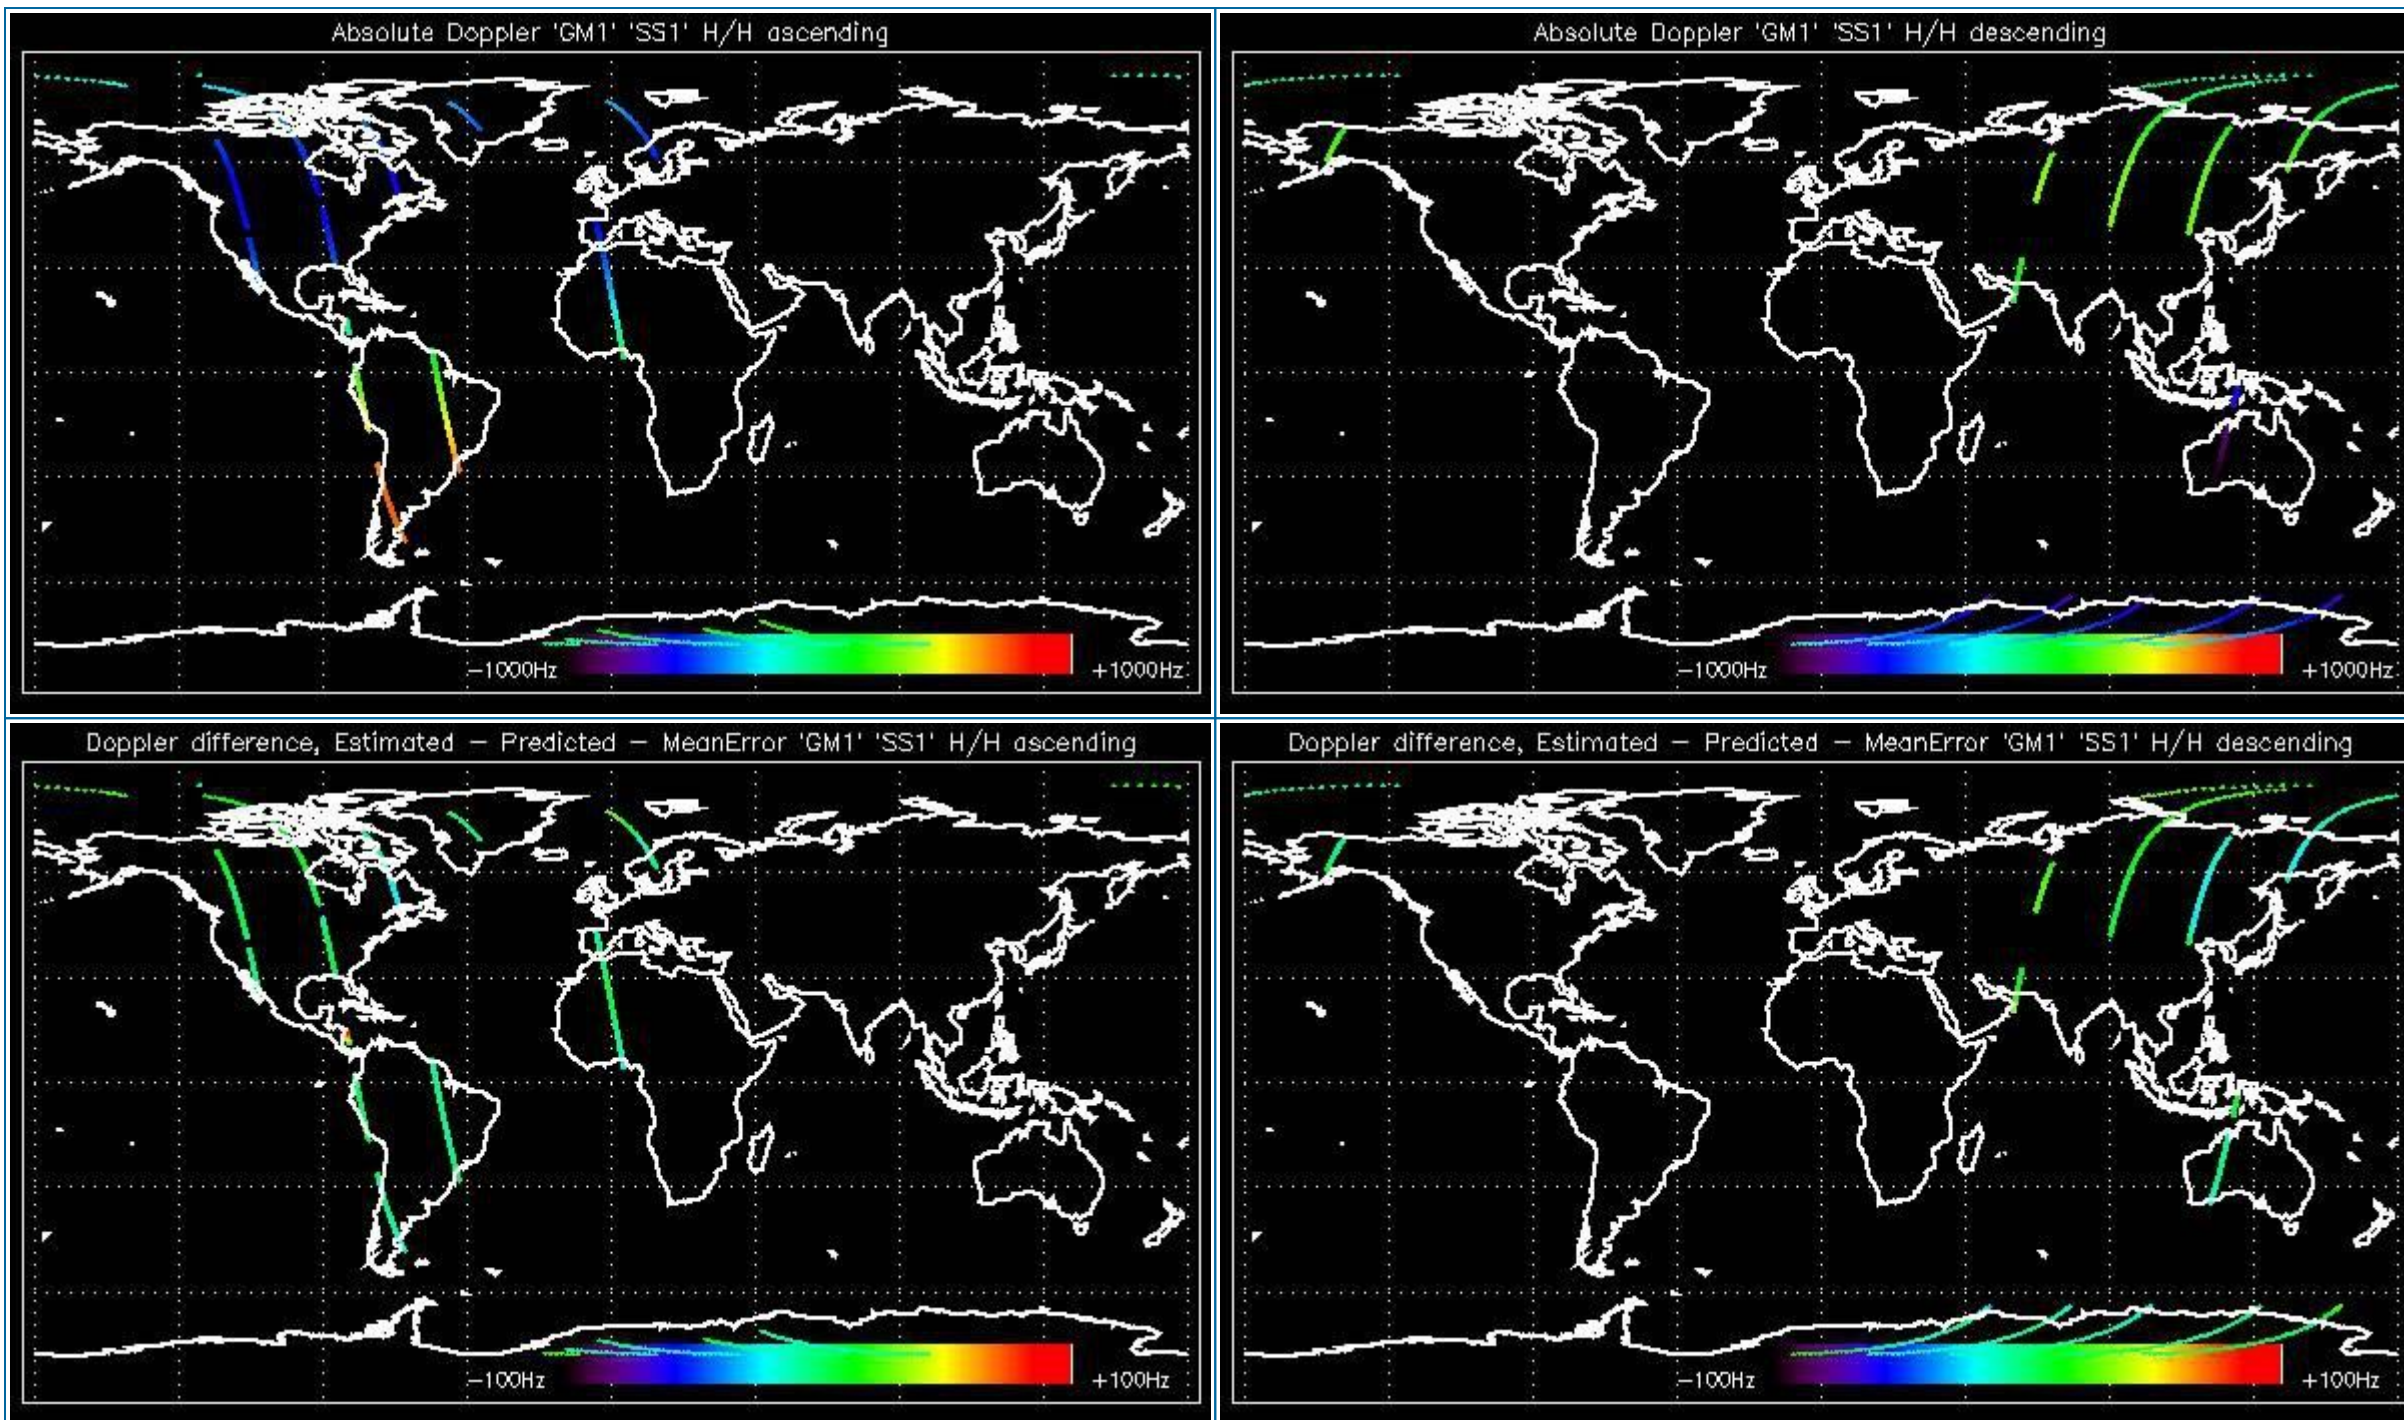 Absolute Doppler 'GM1' 'SS1' H/H ascending
-1000Hz
+1000Hz
Absolute Doppler 'GM1' 'SS1' H/H descending
-1000Hz
+1000Hz
Doppler difference, Estimated - Predicted - MeanError 'GM1' 'SS1' H/H ascending
-100Hz
+100Hz
Doppler difference, Estimated - Predicted - MeanError 'GM1' 'SS1' H/H descending
-100Hz
+100Hz